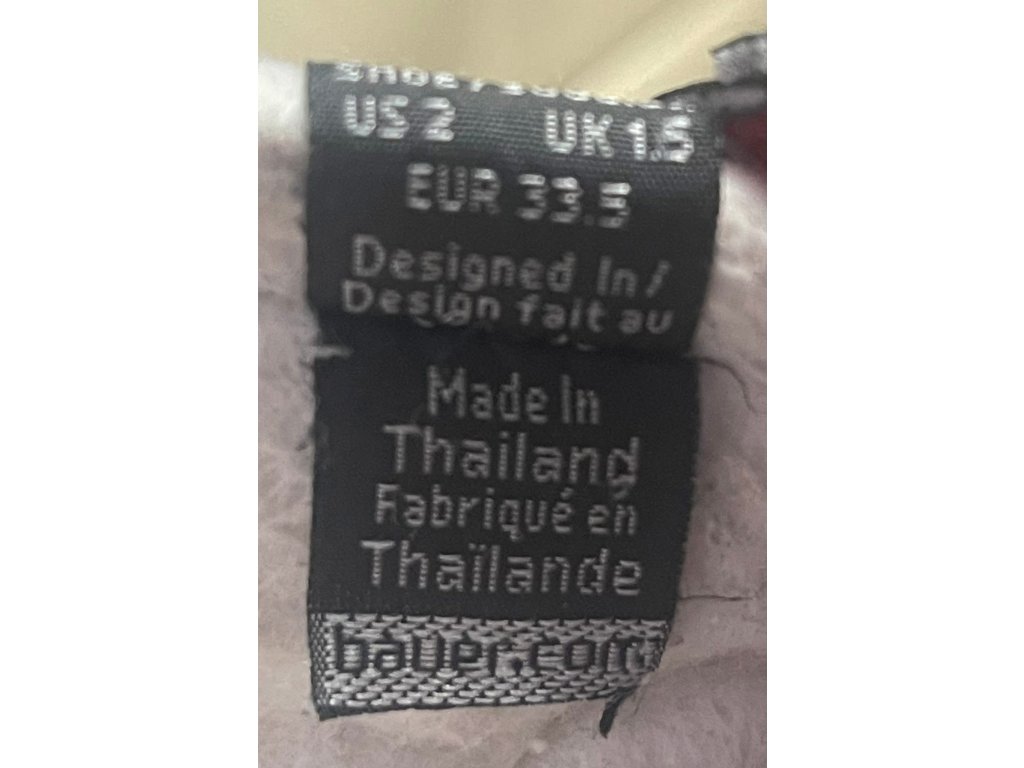 US 2 UK 1.5
EUR 33.5
Designed In/
Design fait au
Made In
Thailand
Fabriqué en
Thaïlande
bauer.com